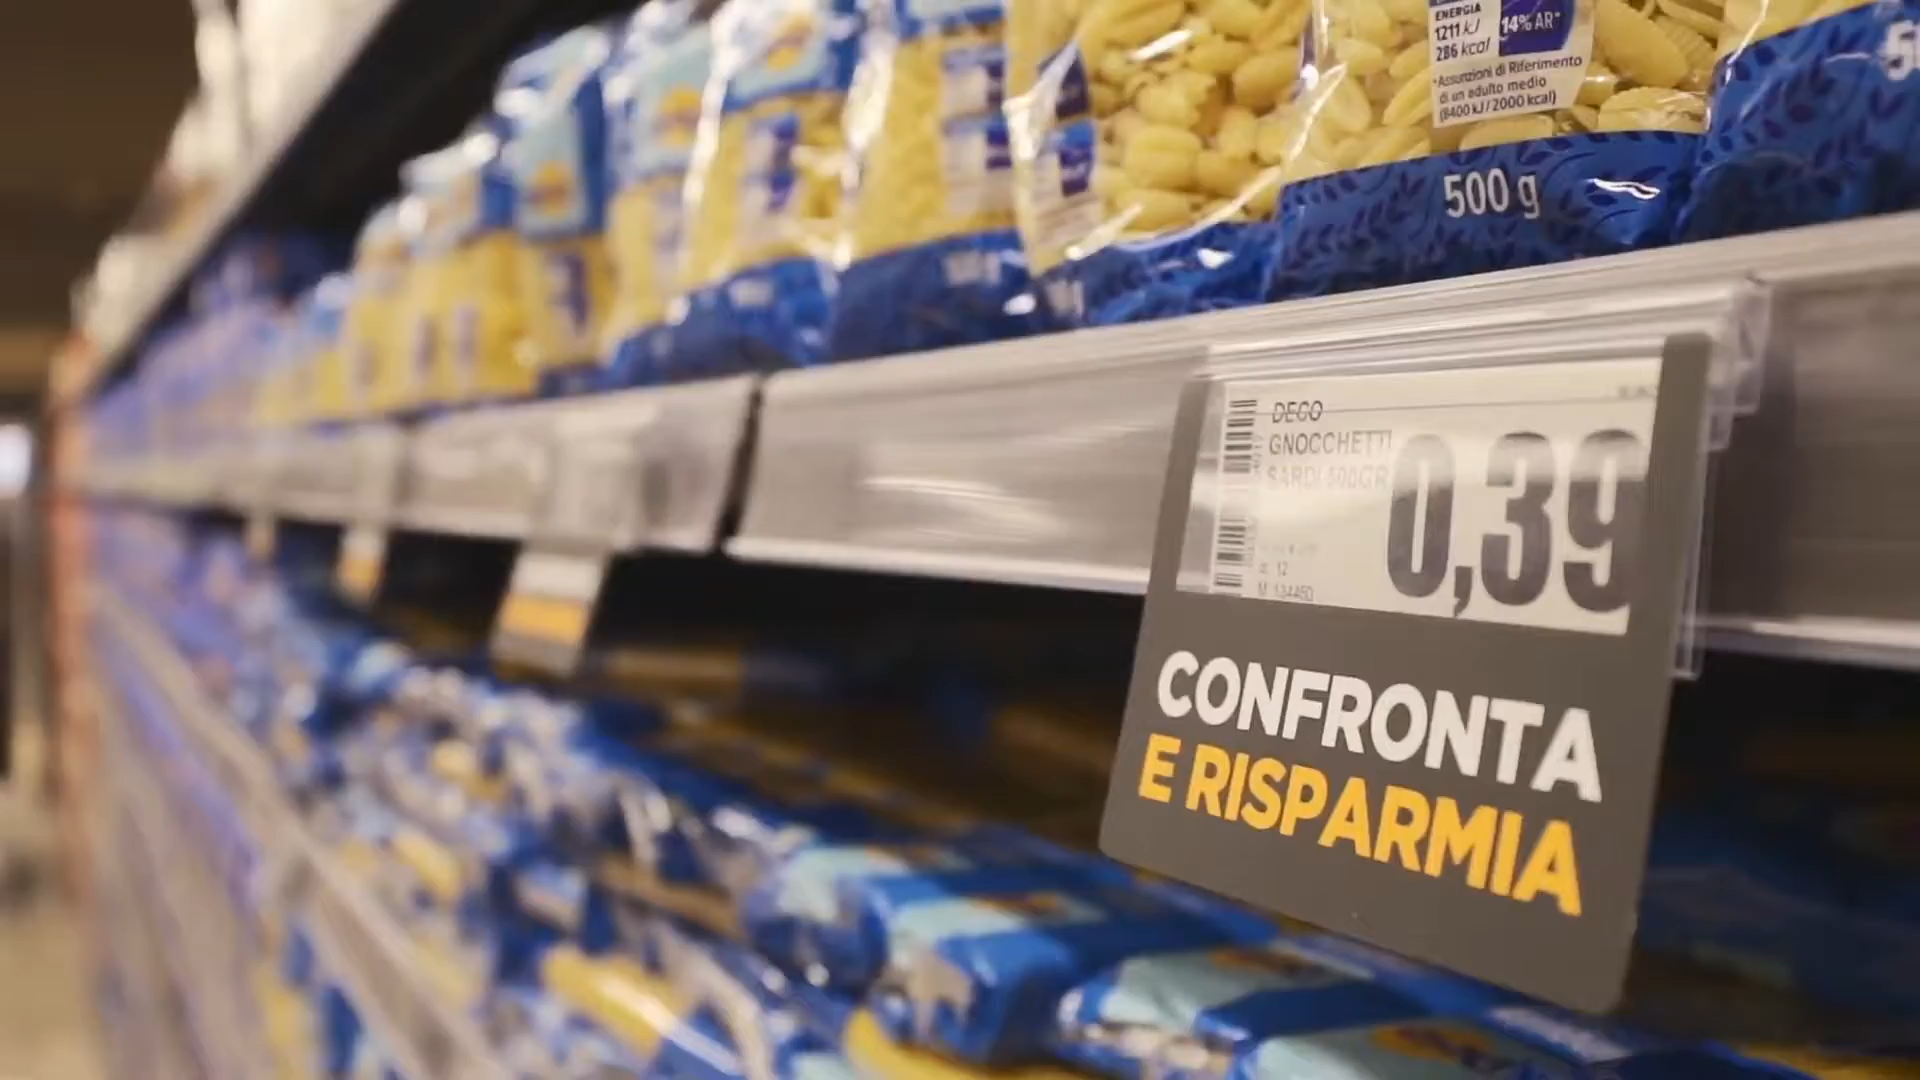 ENERGIA
1211 kJ
286 kcal
14% AR*
*Assunzioni di Riferimento
di un adulto medio
(8400 kJ/2000 kcal)
500 g
DECO
GNOCCHETTI
SARDI 500GR
0,39
12
CONFRONTA
E RISPARMIA